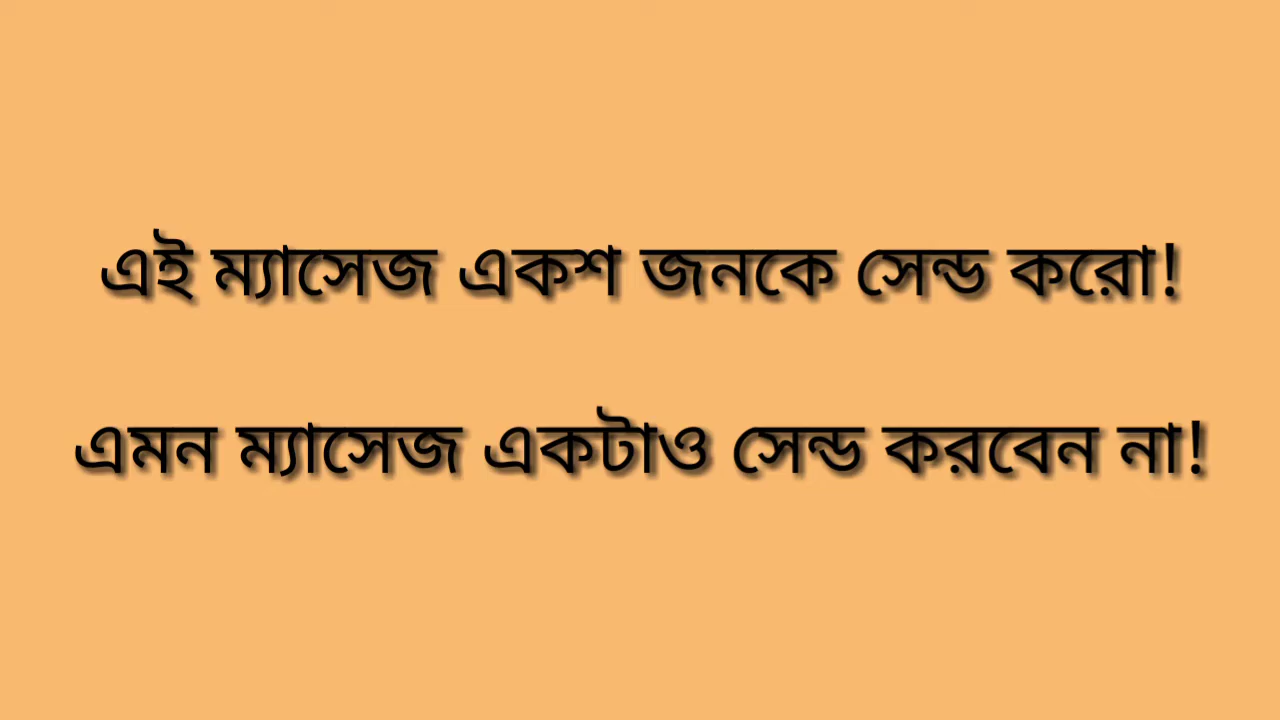 এই ম্যাসেজ একশ জনকে সেন্ড করো!
এমন ম্যাসেজ একটাও সেন্ড করবেন না!